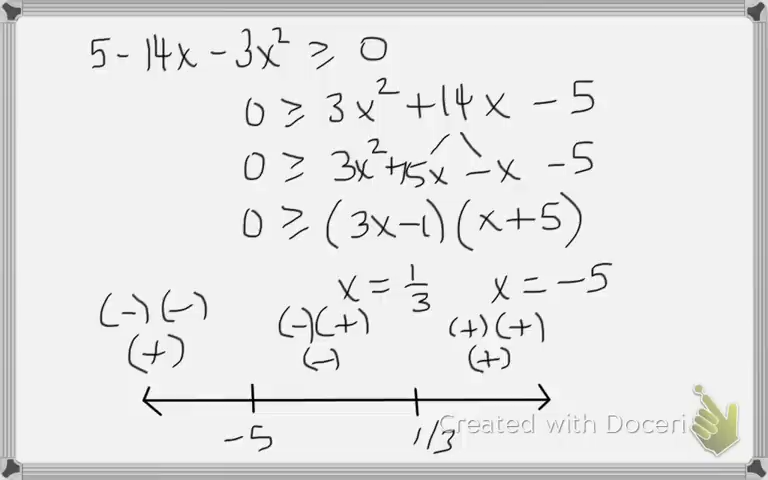 5 - 14x - 3x² ≥ 0
0 ≥ 3x² + 14x - 5
0 ≥ 3x² + 15x - x - 5
0 ≥ (3x - 1)(x + 5)
x = 1/3 x = -5
(-)(-) (-)(+) (+)(+)
(+) (-) (+)
-5 1/3
Created with Doceri